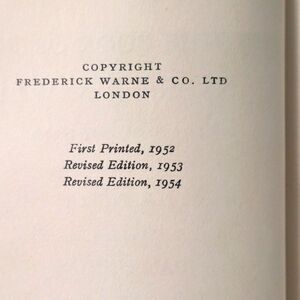 COPYRIGHT
FREDERICK WARNE & CO. LTD
LONDON
First Printed, 1952
Revised Edition, 1953
Revised Edition, 1954